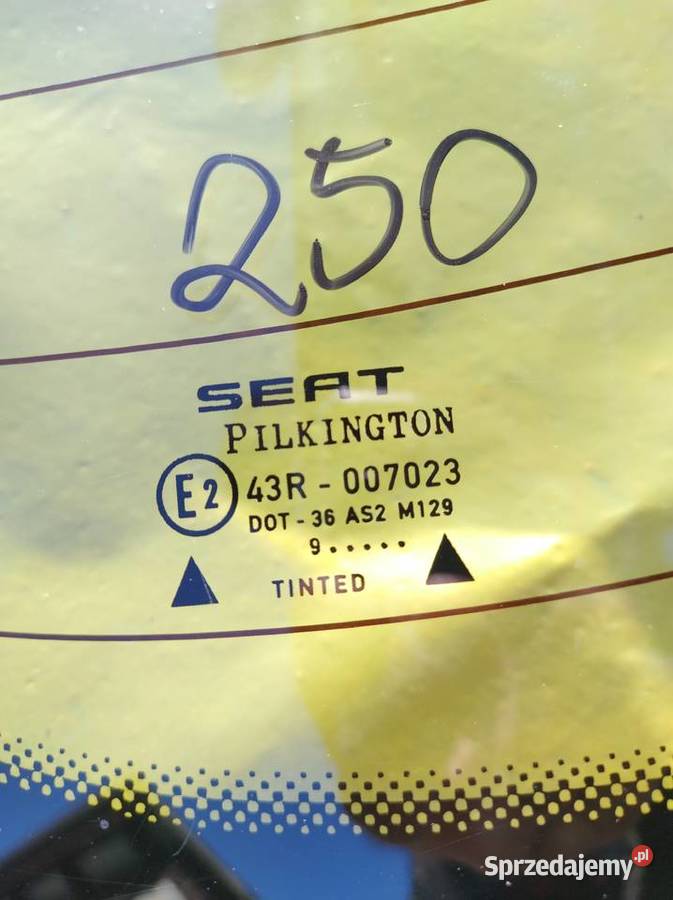 250
SEAT
PILKINGTON
E2 43R - 007023
DOT - 36 AS2 M129
9.....
TINTED
Sprzedajemy.pl